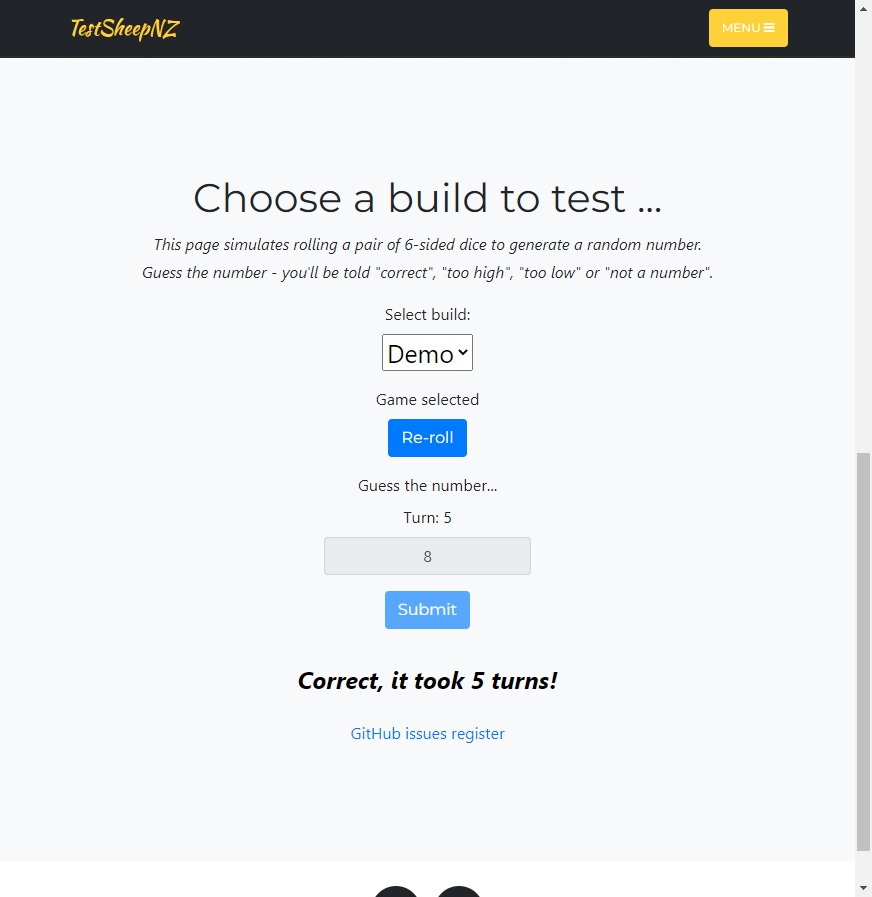 TestSheepNZ
MENU
Choose a build to test ...
This page simulates rolling a pair of 6-sided dice to generate a random number.
Guess the number - you'll be told "correct", "too high", "too low" or "not a number".
Select build:
Demo
Game selected
Re-roll
Guess the number...
Turn: 5
8
Submit
Correct, it took 5 turns!
GitHub issues register